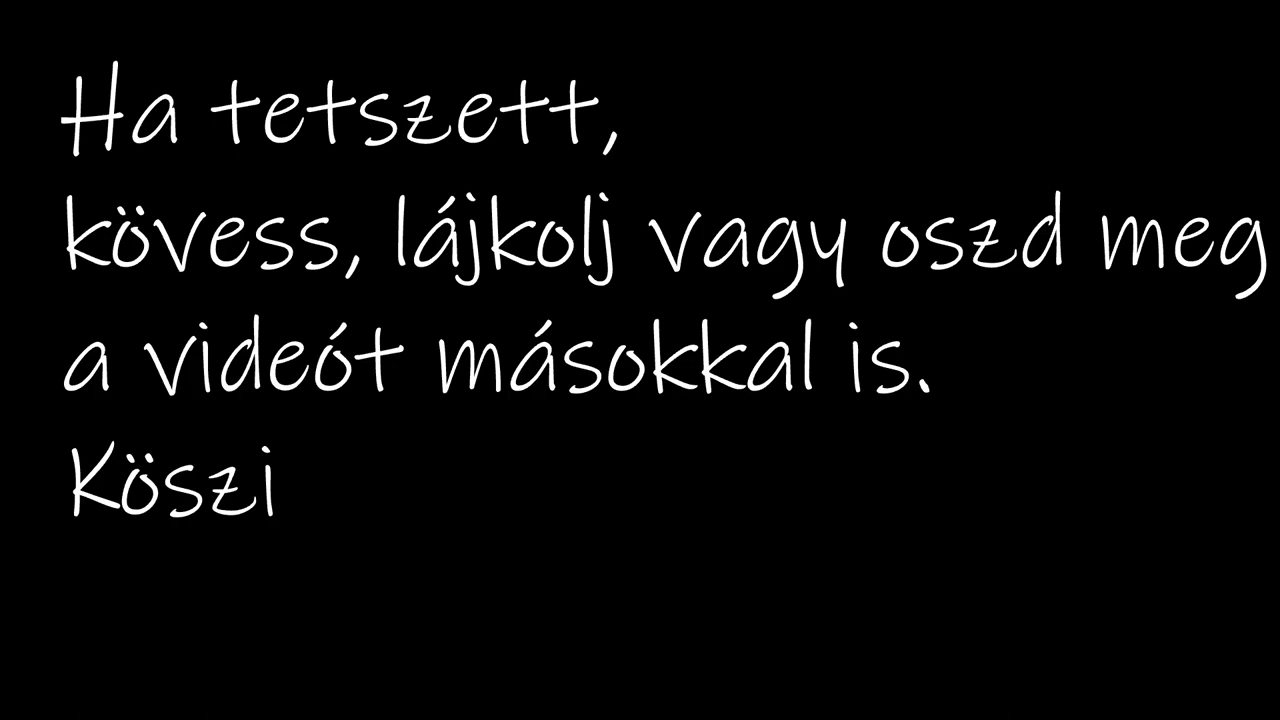 Ha tetszett,
kövess, lájkolj vagy oszd meg
a videót másokkal is.
Köszi